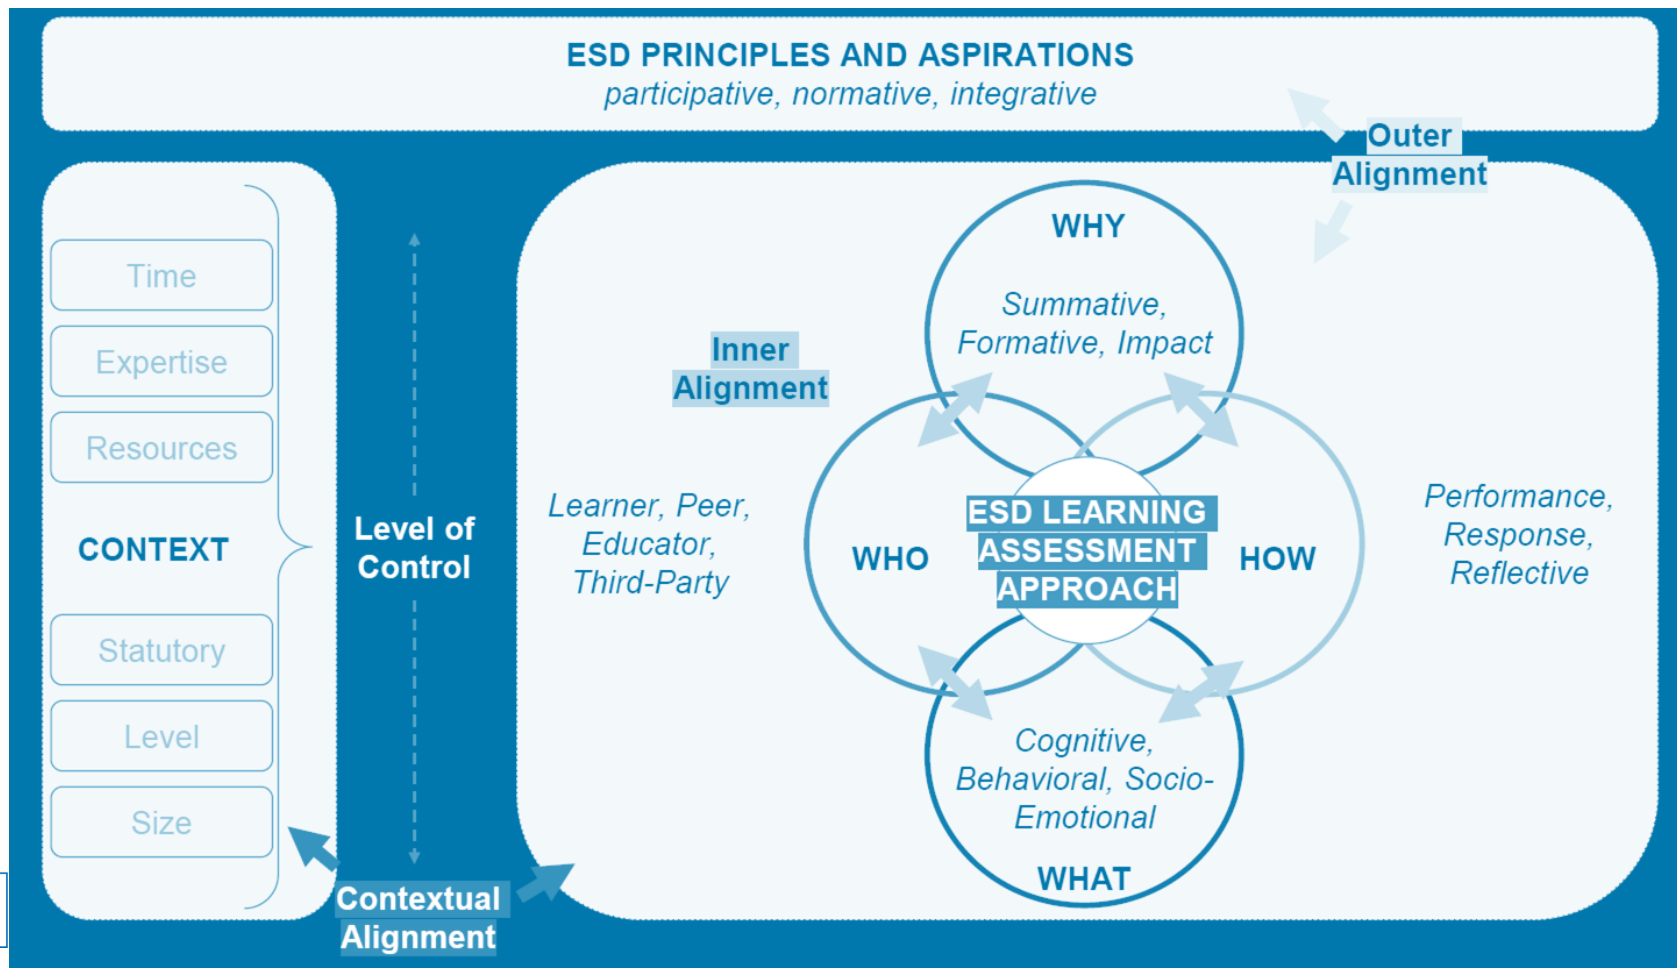 ESD PRINCIPLES AND ASPIRATIONS
participative, normative, integrative
Outer
Alignment
Time
Expertise
Resources
CONTEXT
Statutory
Level
Size
Level of
Control
Contextual
Alignment
Inner
Alignment
WHY
Summative,
Formative, Impact
Learner, Peer,
Educator,
Third-Party
WHO
ESD LEARNING
ASSESSMENT
APPROACH
HOW
Performance,
Response,
Reflective
Cognitive,
Behavioral, Socio-
Emotional
WHAT